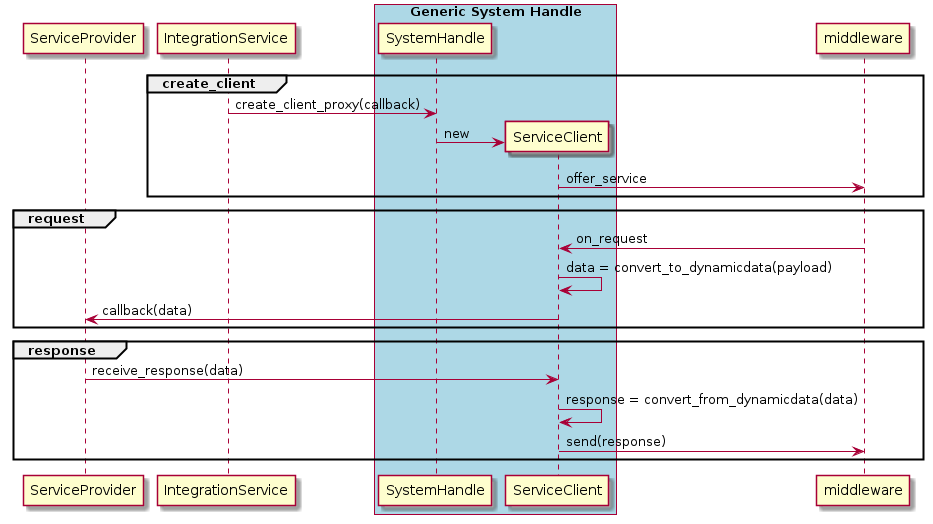 Generic System Handle
ServiceProvider IntegrationService SystemHandle middleware
create_client
create_client_proxy(callback)
new
ServiceClient
offer_service
request
on_request
data = convert_to_dynamicdata(payload)
callback(data)
response
receive_response(data)
response = convert_from_dynamicdata(data)
send(response)
ServiceProvider IntegrationService SystemHandle ServiceClient middleware